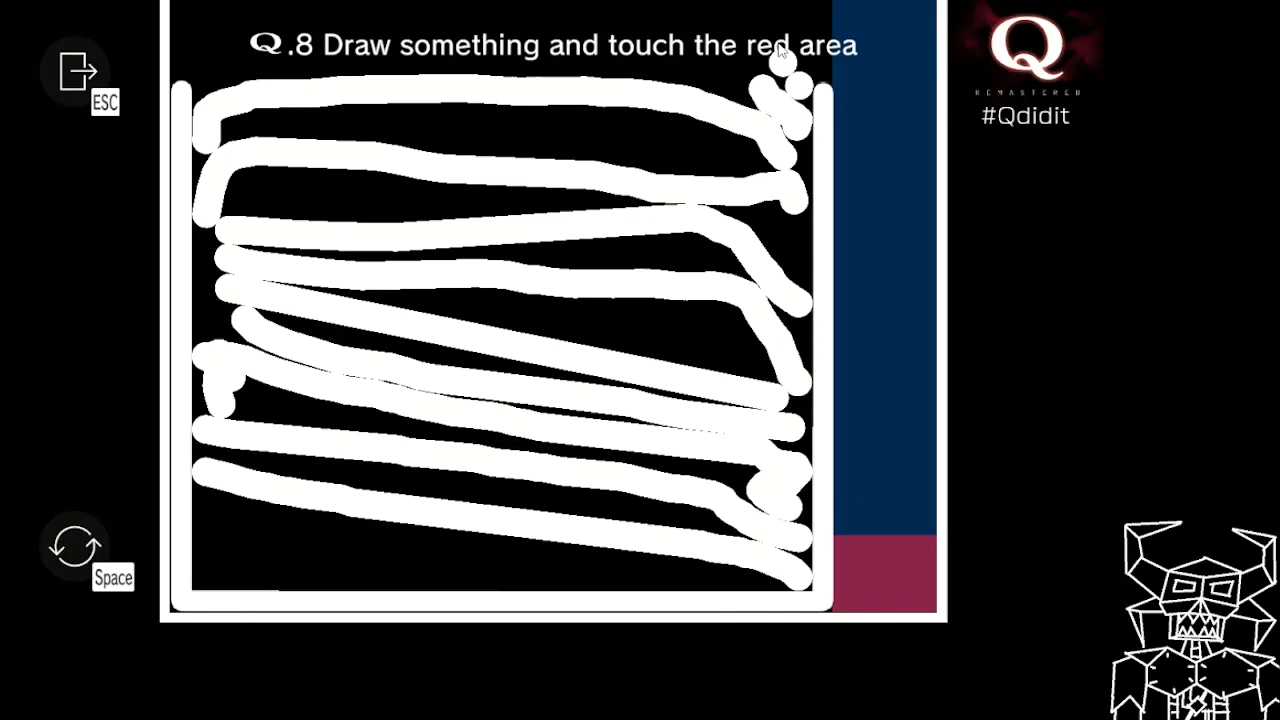 Q.8 Draw something and touch the red area
ESC
Q
REMASTERED
#Qdidit
Space